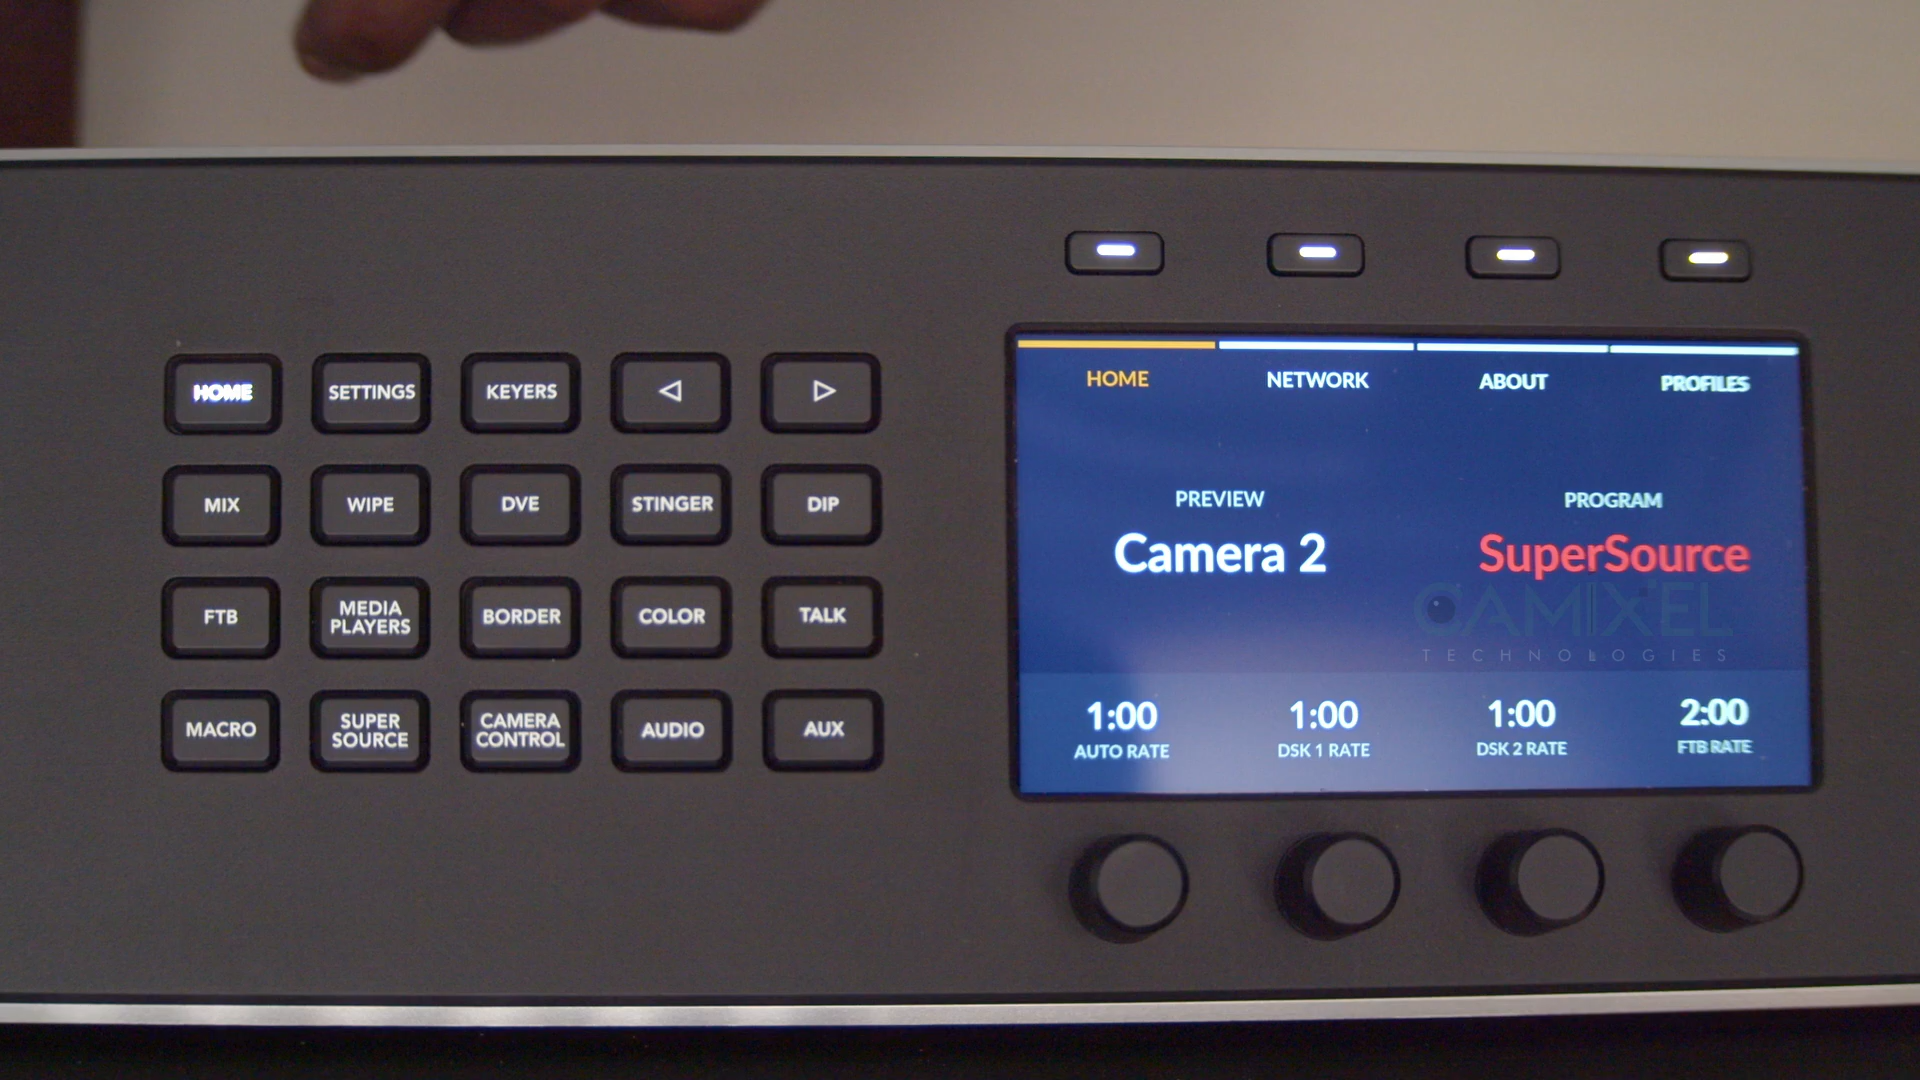 HOME SETTINGS KEYERS
MIX WIPE DVE STINGER DIP
FTB MEDIA PLAYERS BORDER COLOR TALK
MACRO SUPER SOURCE CAMERA CONTROL AUDIO AUX
HOME NETWORK ABOUT PROFILES
PREVIEW PROGRAM
Camera 2 SuperSource
CAMIXEL
TECHNOLOGIES
1:00 1:00 1:00 2:00
AUTO RATE DSK 1 RATE DSK 2 RATE FTB RATE